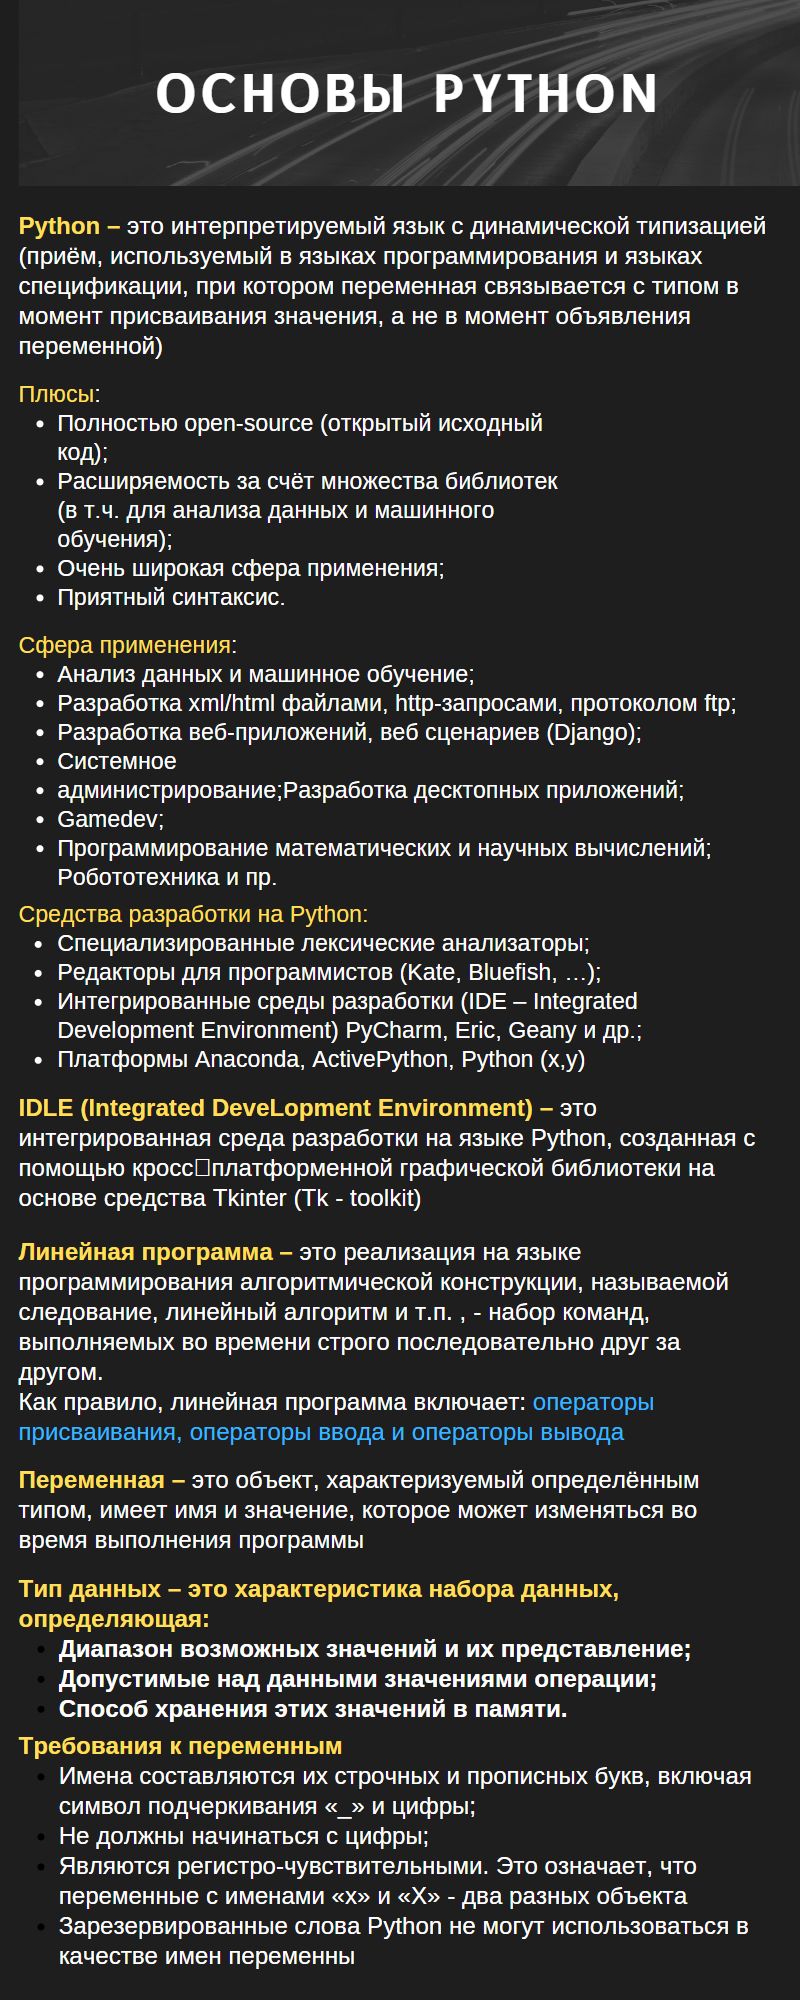 ОСНОВЫ PYTHON
Python – это интерпретируемый язык с динамической типизацией
(приём, используемый в языках программирования и языках
спецификации, при котором переменная связывается с типом в
момент присваивания значения, а не в момент объявления
переменной)
Плюсы:
• Полностью open-source (открытый исходный
код);
• Расширяемость за счёт множества библиотек
(в т.ч. для анализа данных и машинного
обучения);
• Очень широкая сфера применения;
• Приятный синтаксис.
Сфера применения:
• Анализ данных и машинное обучение;
• Разработка xml/html файлами, http-запросами, протоколом ftp;
• Разработка веб-приложений, веб сценариев (Django);
• Системное
• администрирование;Разработка десктопных приложений;
• Gamedev;
• Программирование математических и научных вычислений;
Робототехника и пр.
Средства разработки на Python:
• Специализированные лексические анализаторы;
• Редакторы для программистов (Kate, Bluefish, …);
• Интегрированные среды разработки (IDE – Integrated
Development Environment) PyCharm, Eric, Geany и др.;
• Платформы Anaconda, ActivePython, Python (x,y)
IDLE (Integrated DeveLopment Environment) – это
интегрированная среда разработки на языке Python, созданная с
помощью кросс▯платформенной графической библиотеки на
основе средства Tkinter (Tk - toolkit)
Линейная программа – это реализация на языке
программирования алгоритмической конструкции, называемой
следование, линейный алгоритм и т.п. , - набор команд,
выполняемых во времени строго последовательно друг за
другом.
Как правило, линейная программа включает: операторы
присваивания, операторы ввода и операторы вывода
Переменная – это объект, характеризуемый определённым
типом, имеет имя и значение, которое может изменяться во
время выполнения программы
Тип данных – это характеристика набора данных,
определяющая:
• Диапазон возможных значений и их представление;
• Допустимые над данными значениями операции;
• Способ хранения этих значений в памяти.
Требования к переменным
• Имена составляются их строчных и прописных букв, включая
символ подчеркивания «_» и цифры;
• Не должны начинаться с цифры;
• Являются регистро-чувствительными. Это означает, что
переменные с именами «x» и «X» - два разных объекта
• Зарезервированные слова Python не могут использоваться в
качестве имен переменны